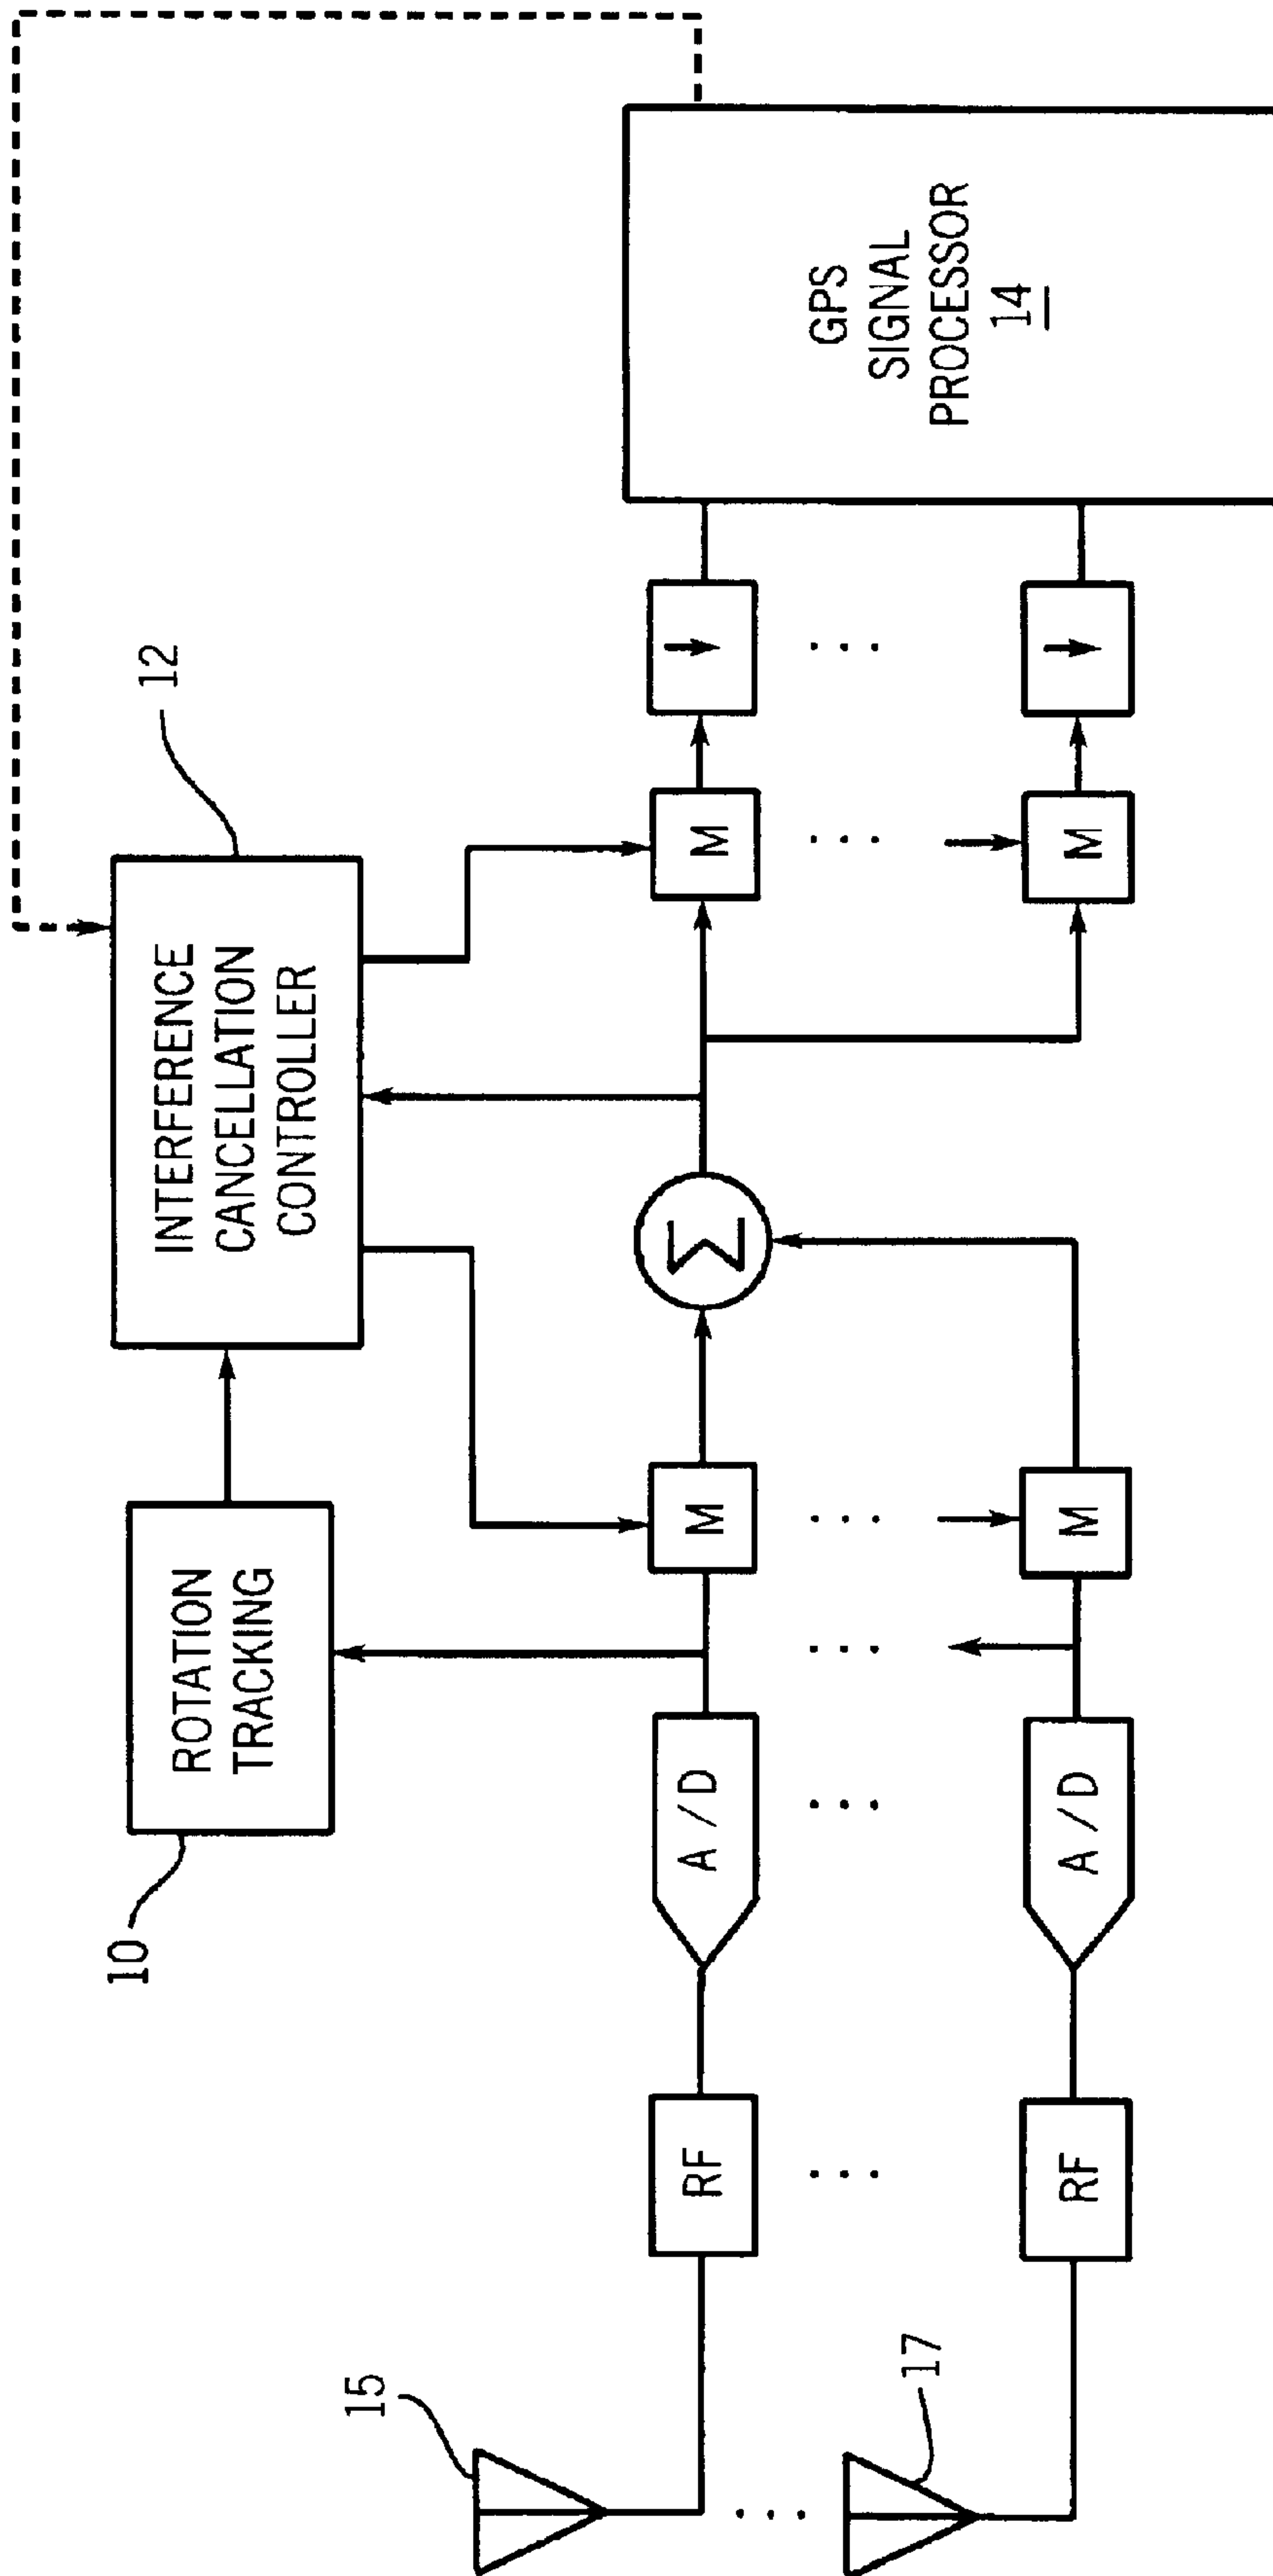 ROTATION
TRACKING
10
INTERFERENCE
CANCELLATION
CONTROLLER
12
15
RF
A/D
M
Σ
M
GPS
SIGNAL
PROCESSOR
14
17
RF
A/D
M
M